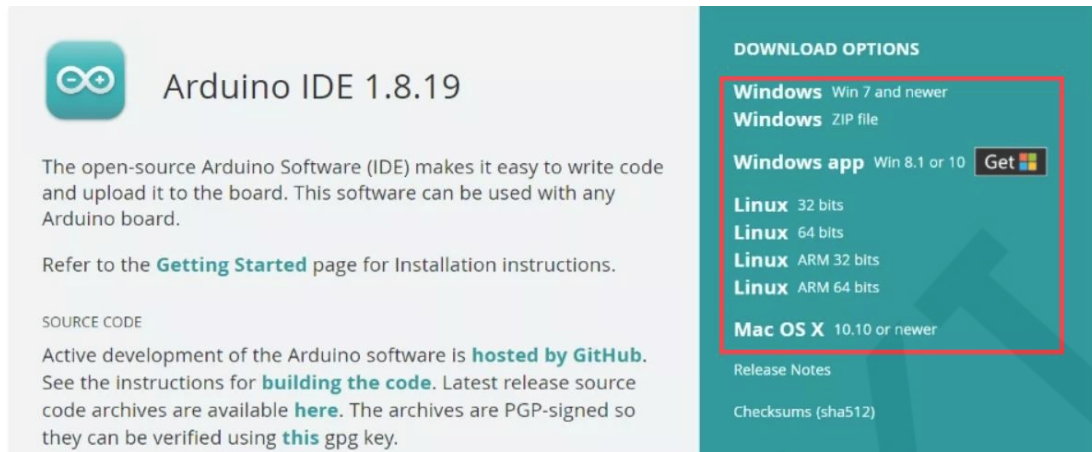 Arduino IDE 1.8.19
The open-source Arduino Software (IDE) makes it easy to write code
and upload it to the board. This software can be used with any
Arduino board.
Refer to the Getting Started page for Installation instructions.
SOURCE CODE
Active development of the Arduino software is hosted by GitHub.
See the instructions for building the code. Latest release source
code archives are available here. The archives are PGP-signed so
they can be verified using this gpg key.
DOWNLOAD OPTIONS
Windows Win 7 and newer
Windows ZIP file
Windows app Win 8.1 or 10 Get
Linux 32 bits
Linux 64 bits
Linux ARM 32 bits
Linux ARM 64 bits
Mac OS X 10.10 or newer
Release Notes
Checksums (sha512)